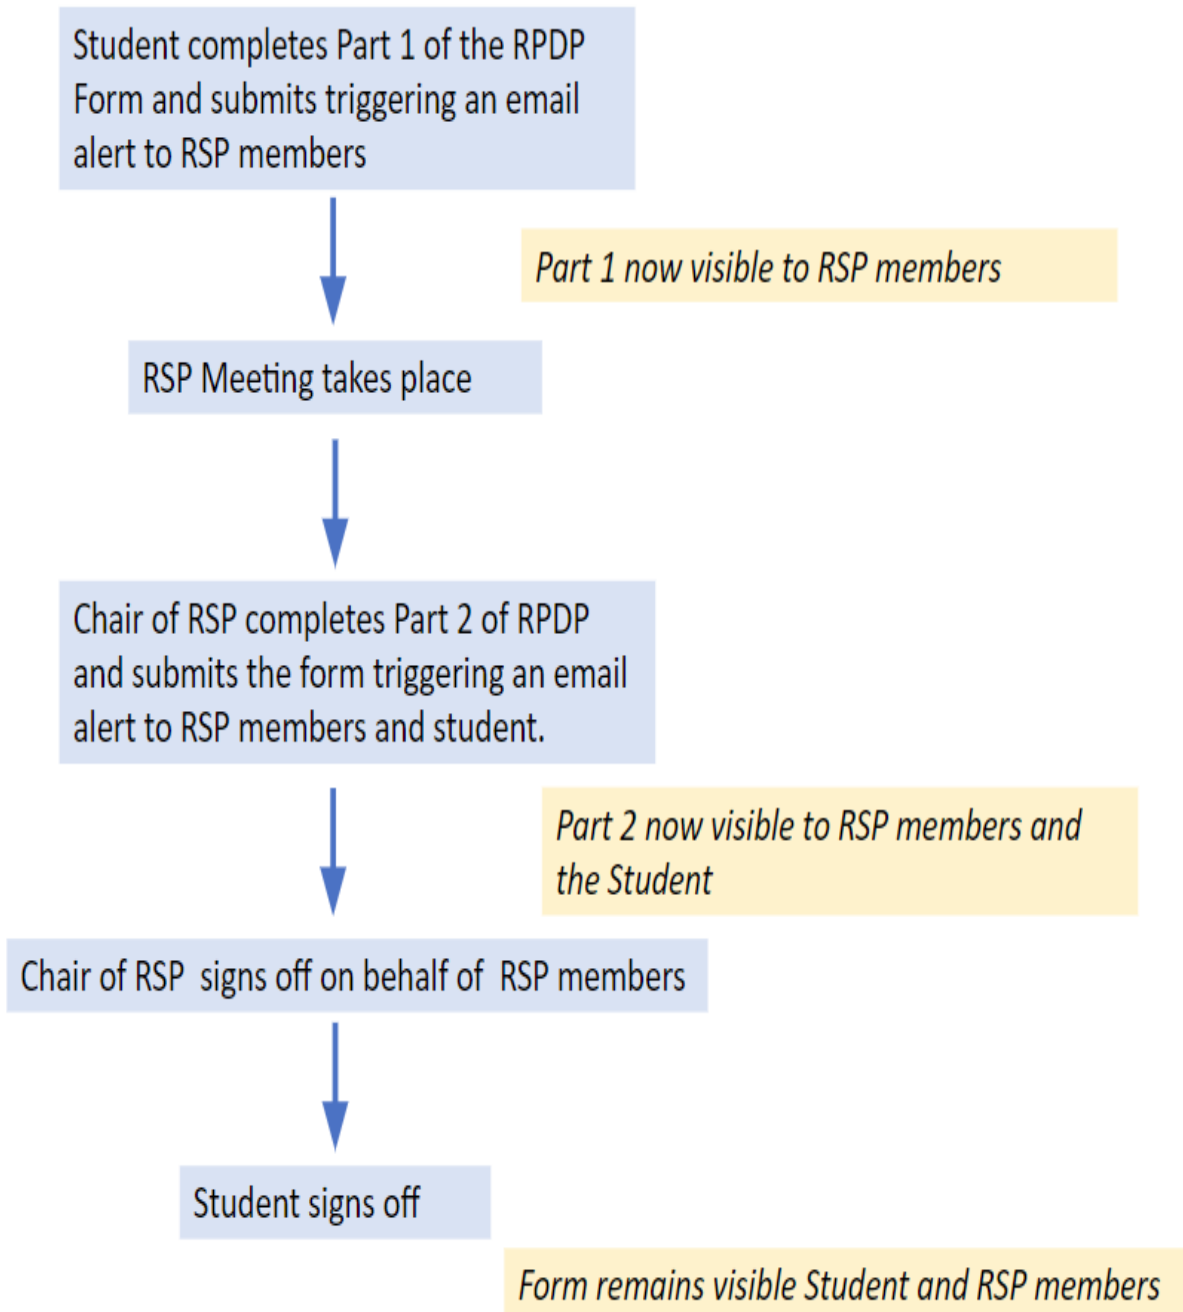 Student completes Part 1 of the RPDP
Form and submits triggering an email
alert to RSP members
Part 1 now visible to RSP members
RSP Meeting takes place
Chair of RSP completes Part 2 of RPDP
and submits the form triggering an email
alert to RSP members and student.
Part 2 now visible to RSP members and
the Student
Chair of RSP  signs off on behalf of  RSP members
Student signs off
Form remains visible Student and RSP members